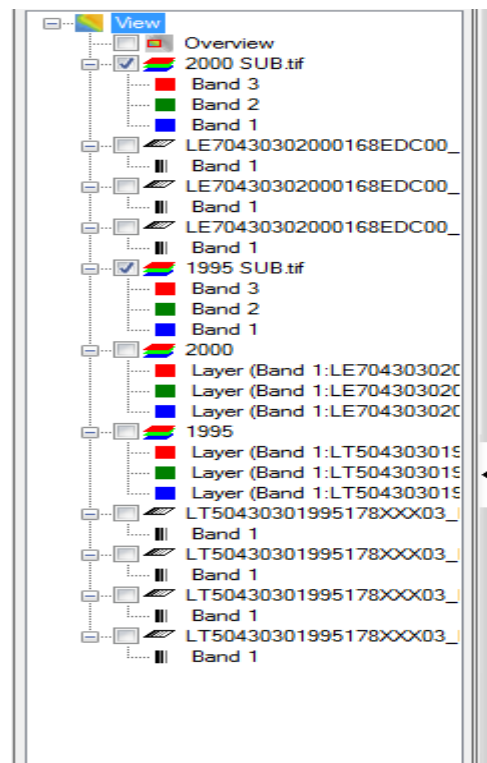 View
Overview
2000 SUB.tif
Band 3
Band 2
Band 1
LE70430302000168EDC00_
Band 1
LE70430302000168EDC00_
Band 1
LE70430302000168EDC00_
Band 1
1995 SUB.tif
Band 3
Band 2
Band 1
2000
Layer (Band 1:LE704303020
Layer (Band 1:LE704303020
Layer (Band 1:LE704303020
1995
Layer (Band 1:LT504303019
Layer (Band 1:LT504303019
Layer (Band 1:LT504303019
LT50430301995178XXX03_
Band 1
LT50430301995178XXX03_
Band 1
LT50430301995178XXX03_
Band 1
LT50430301995178XXX03_
Band 1